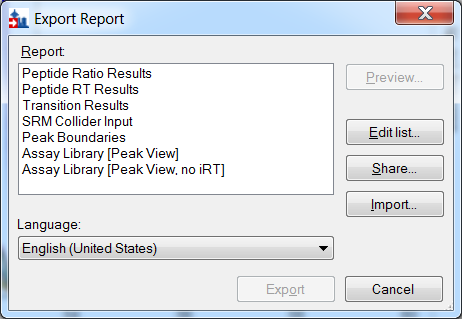 Export Report
Report:
Peptide Ratio Results
Peptide RT Results
Transition Results
SRM Collider Input
Peak Boundaries
Assay Library [Peak View]
Assay Library [Peak View, no iRT]
Preview...
Edit list...
Share...
Import...
Language:
English (United States)
Export
Cancel